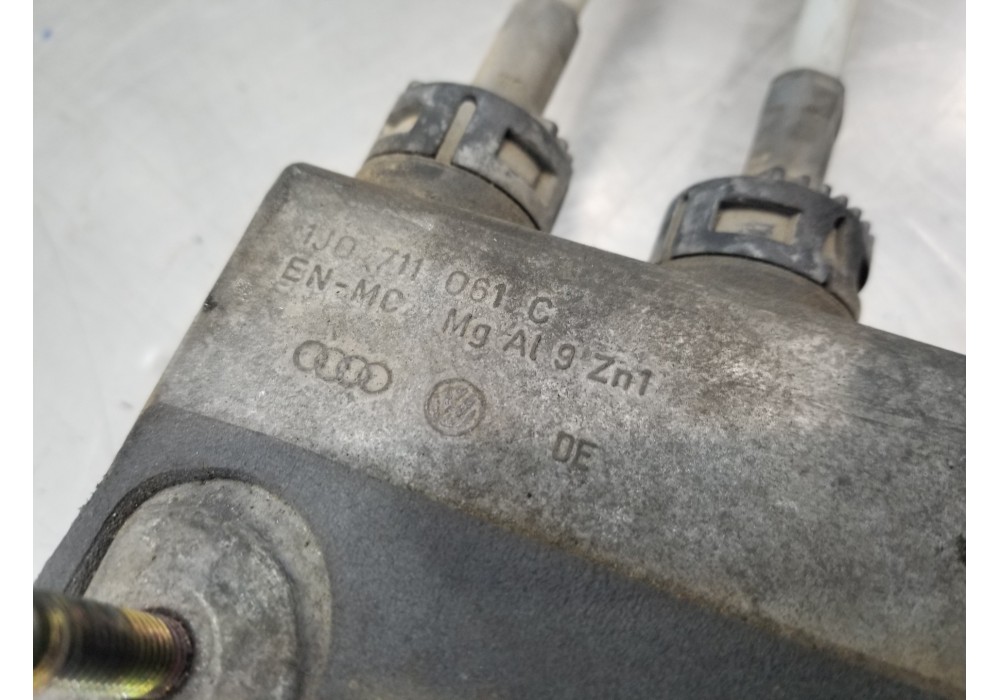 1J0 711 061 C
EN-MC Mg Al 9 Zn1
DE